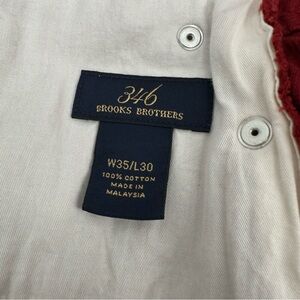 346
BROOKS BROTHERS
W35/L30
100% COTTON
MADE IN
MALAYSIA